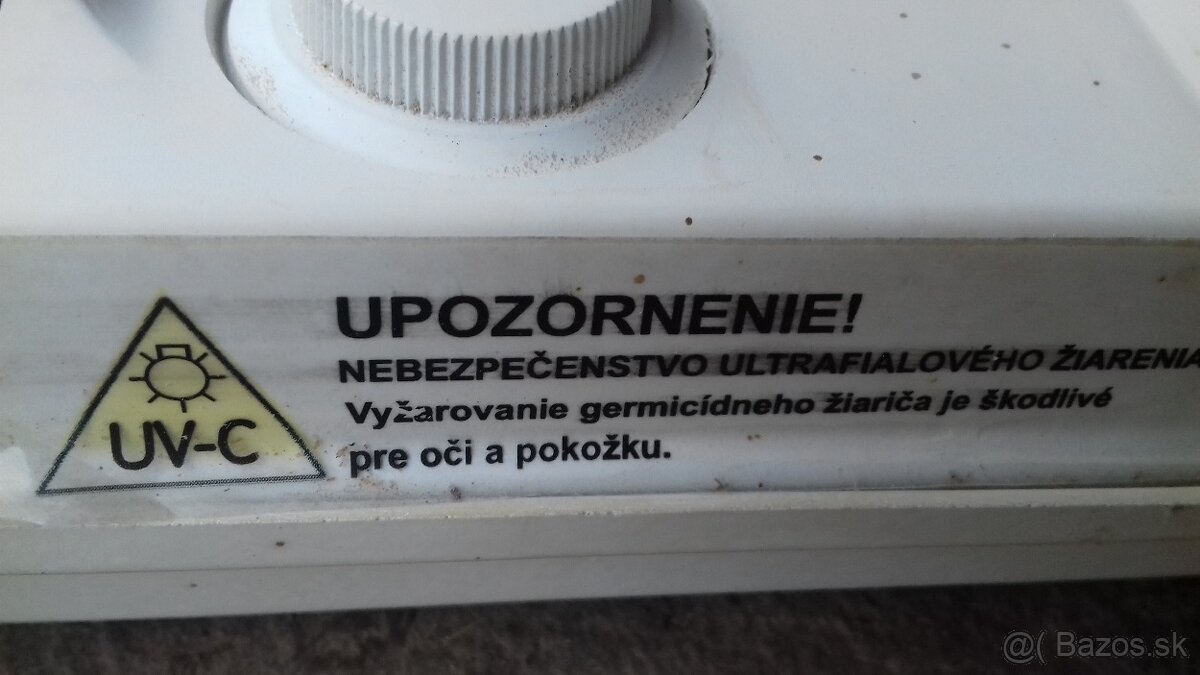 UPOZORNENIE!
NEBEZPEČENSTVO ULTRAFIALOVÉHO ŽIARENIA
Vyžarovanie germicídneho žiariča je škodlivé
pre oči a pokožku.
UV-C
@( Bazos.sk